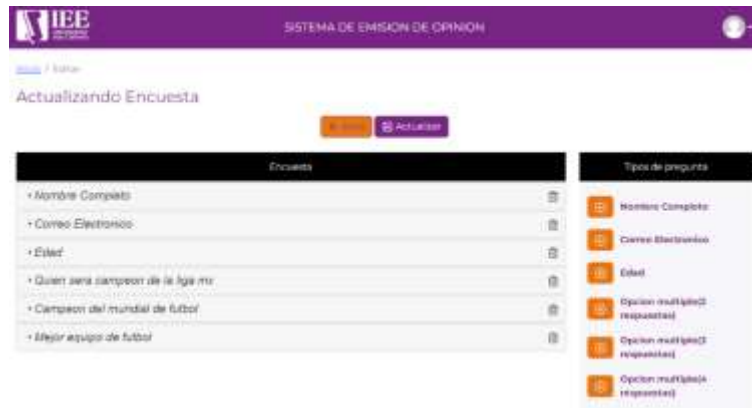 IEE
SISTEMA DE EMISION DE OPINION
Inicio / Editar
Actualizando Encuesta
Actualizar
Encuesta
Tipos de pregunta
• Nombre Completo
• Correo Electronico
• Edad
• Quien sera campeon de la liga mx
• Campeon del mundial de futbol
• Mejor equipo de futbol
Nombre Completo
Correo Electronico
Edad
Opcion multiple(2
respuestas)
Opcion multiple(3
respuestas)
Opcion multiple(4
respuestas)